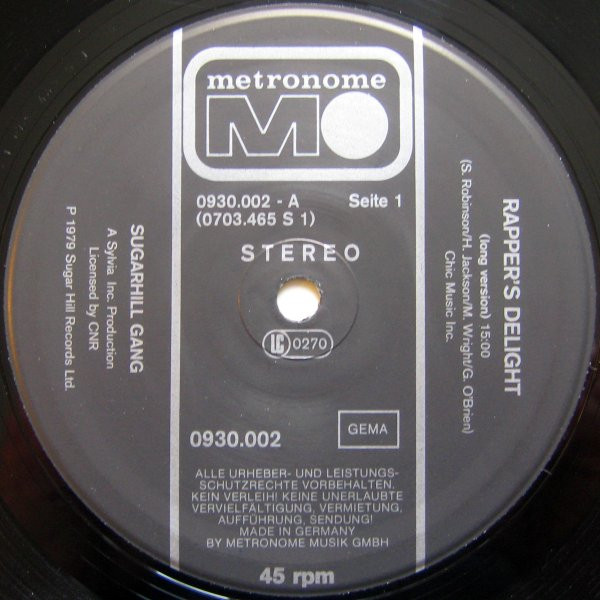 metronome
MO
0930.002 - A Seite 1
(0703.465 S 1)
STEREO
LC 0270
0930.002
GEMA
ALLE URHEBER- UND LEISTUNGS-
SCHUTZRECHTE VORBEHALTEN.
KEIN VERLEIH! KEINE UNERLAUBTE
VERVIELFÄLTIGUNG, VERMIETUNG,
AUFFÜHRUNG, SENDUNG!
MADE IN GERMANY
BY METRONOME MUSIK GMBH
45 rpm
RAPPER'S DELIGHT
(long version) 15:00
(S. Robinson/H. Jackson/M. Wright/G. O'Brien)
Chic Music Inc.
SUGARHILL GANG
A Sylvia Inc. Production
Licensed by CNR
P 1979 Sugar Hill Records Ltd.